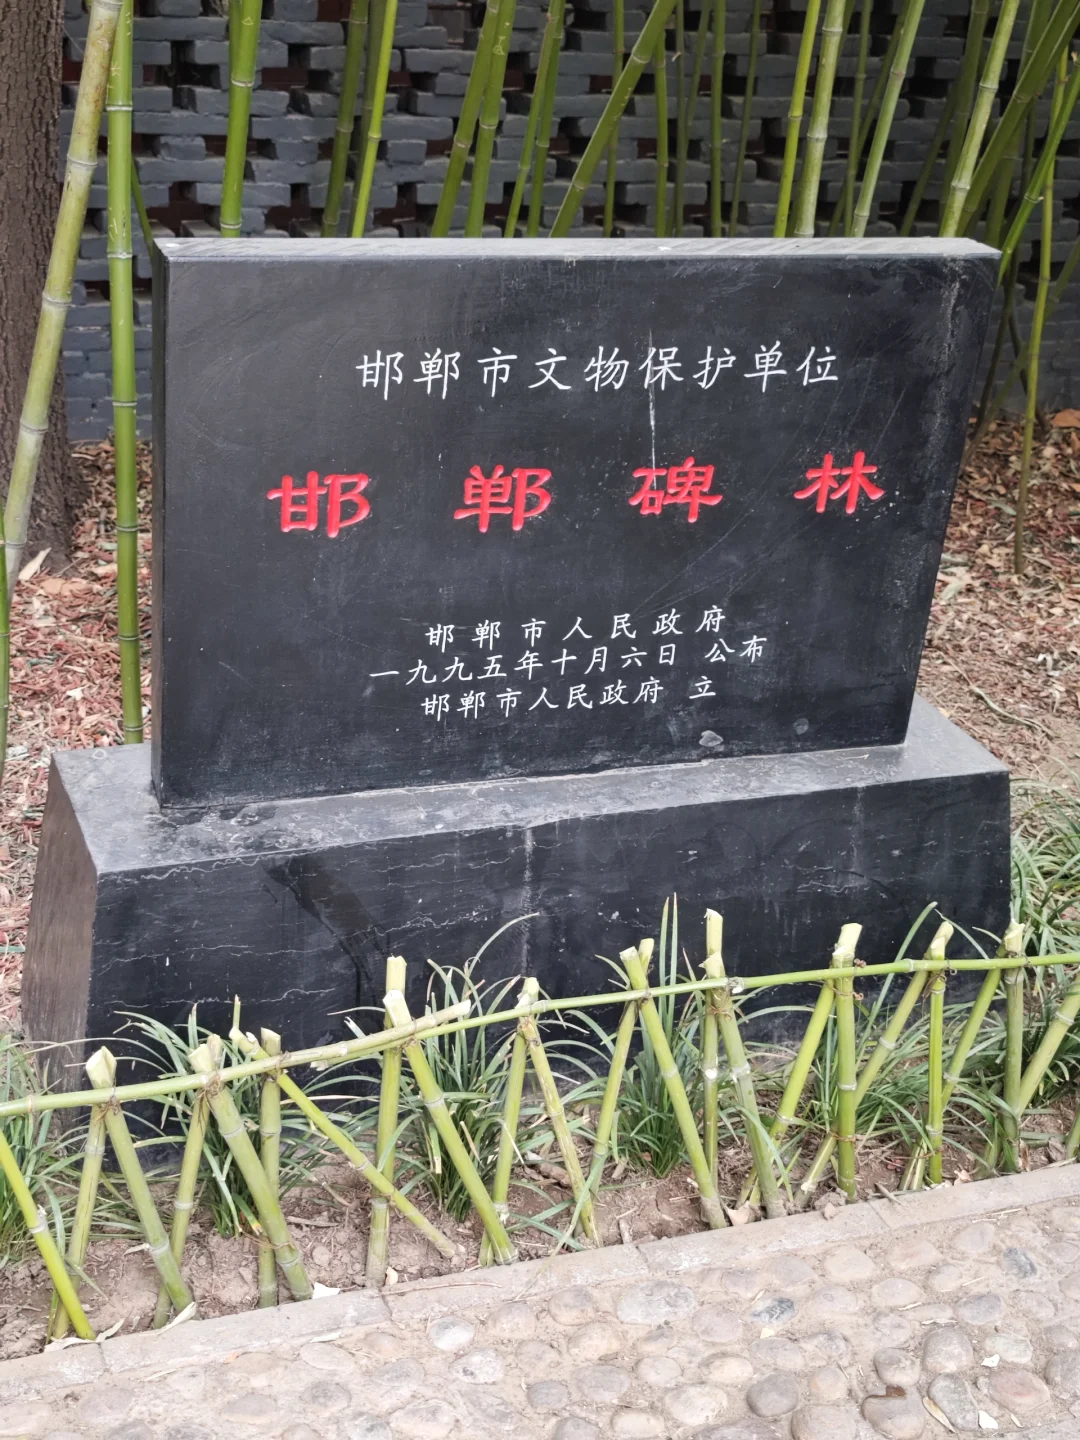 邯郸市文物保护单位
邯郸碑林
邯郸市人民政府
一九九五年十月六日 公布
邯郸市人民政府 立